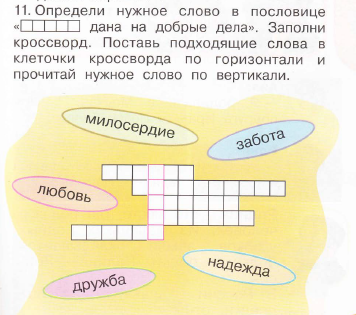 11. Определи нужное слово в пословице
« дана на добрые дела». Заполни
кроссворд. Поставь подходящие слова в
клеточки кроссворда по горизонтали и
прочитай нужное слово по вертикали.
милосердие
забота
любовь
надежда
дружба